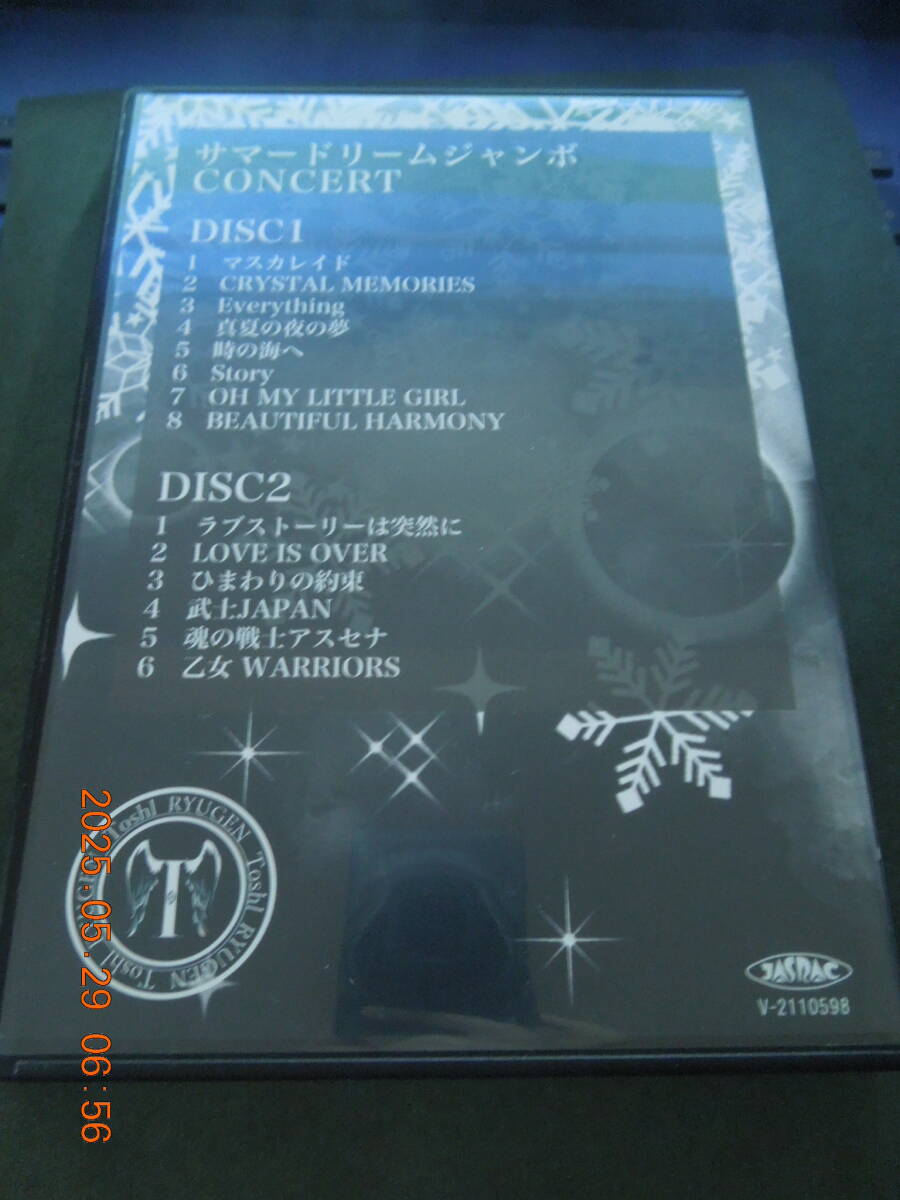 サマードリームジャンボ
CONCERT
DISC1
1 マスカレイド
2 CRYSTAL MEMORIES
3 Everything
4 真夏の夜の夢
5 時の海へ
6 Story
7 OH MY LITTLE GIRL
8 BEAUTIFUL HARMONY
DISC2
1 ラブストーリーは突然に
2 LOVE IS OVER
3 ひまわりの約束
4 武士JAPAN
5 魂の戦士アスセナ
6 乙女 WARRIORS
Toshl RYUGEN Toshl RYUGEN Toshl RYUGEN
T
JASRAC
V-2110598
2025.05.29 06:56